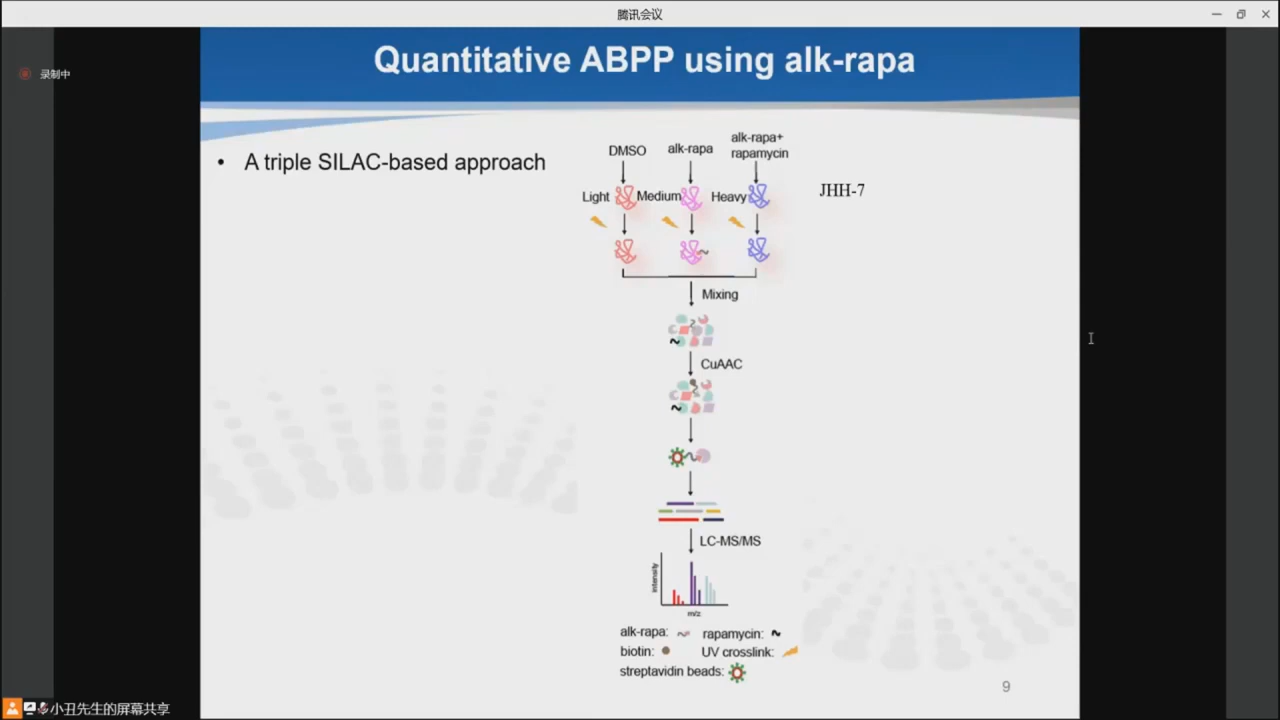 腾讯会议
录制中
Quantitative ABPP using alk-rapa
• A triple SILAC-based approach
DMSO
alk-rapa
alk-rapa+
rapamycin
Light
Medium
Heavy
JHH-7
Mixing
CuAAC
LC-MS/MS
intensity
m/z
alk-rapa:
rapamycin:
biotin:
UV crosslink:
streptavidin beads:
9
小丑先生的屏幕共享